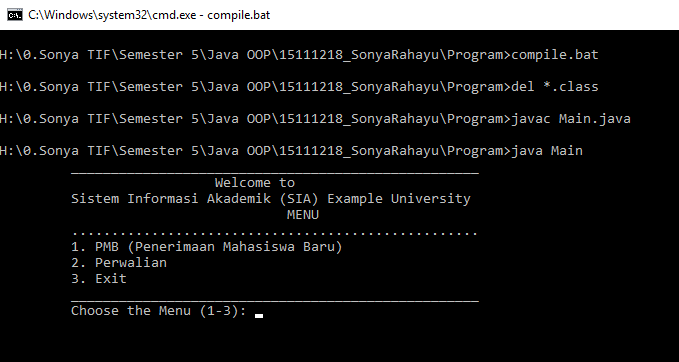 C:\Windows\system32\cmd.exe - compile.bat
H:\0.Sonya TIF\Semester 5\Java OOP\15111218_SonyaRahayu\Program>compile.bat
H:\0.Sonya TIF\Semester 5\Java OOP\15111218_SonyaRahayu\Program>del *.class
H:\0.Sonya TIF\Semester 5\Java OOP\15111218_SonyaRahayu\Program>javac Main.java
H:\0.Sonya TIF\Semester 5\Java OOP\15111218_SonyaRahayu\Program>java Main
___________________________________________________
Welcome to
Sistem Informasi Akademik (SIA) Example University
MENU
...................................................
1. PMB (Penerimaan Mahasiswa Baru)
2. Perwalian
3. Exit
___________________________________________________
Choose the Menu (1-3): _